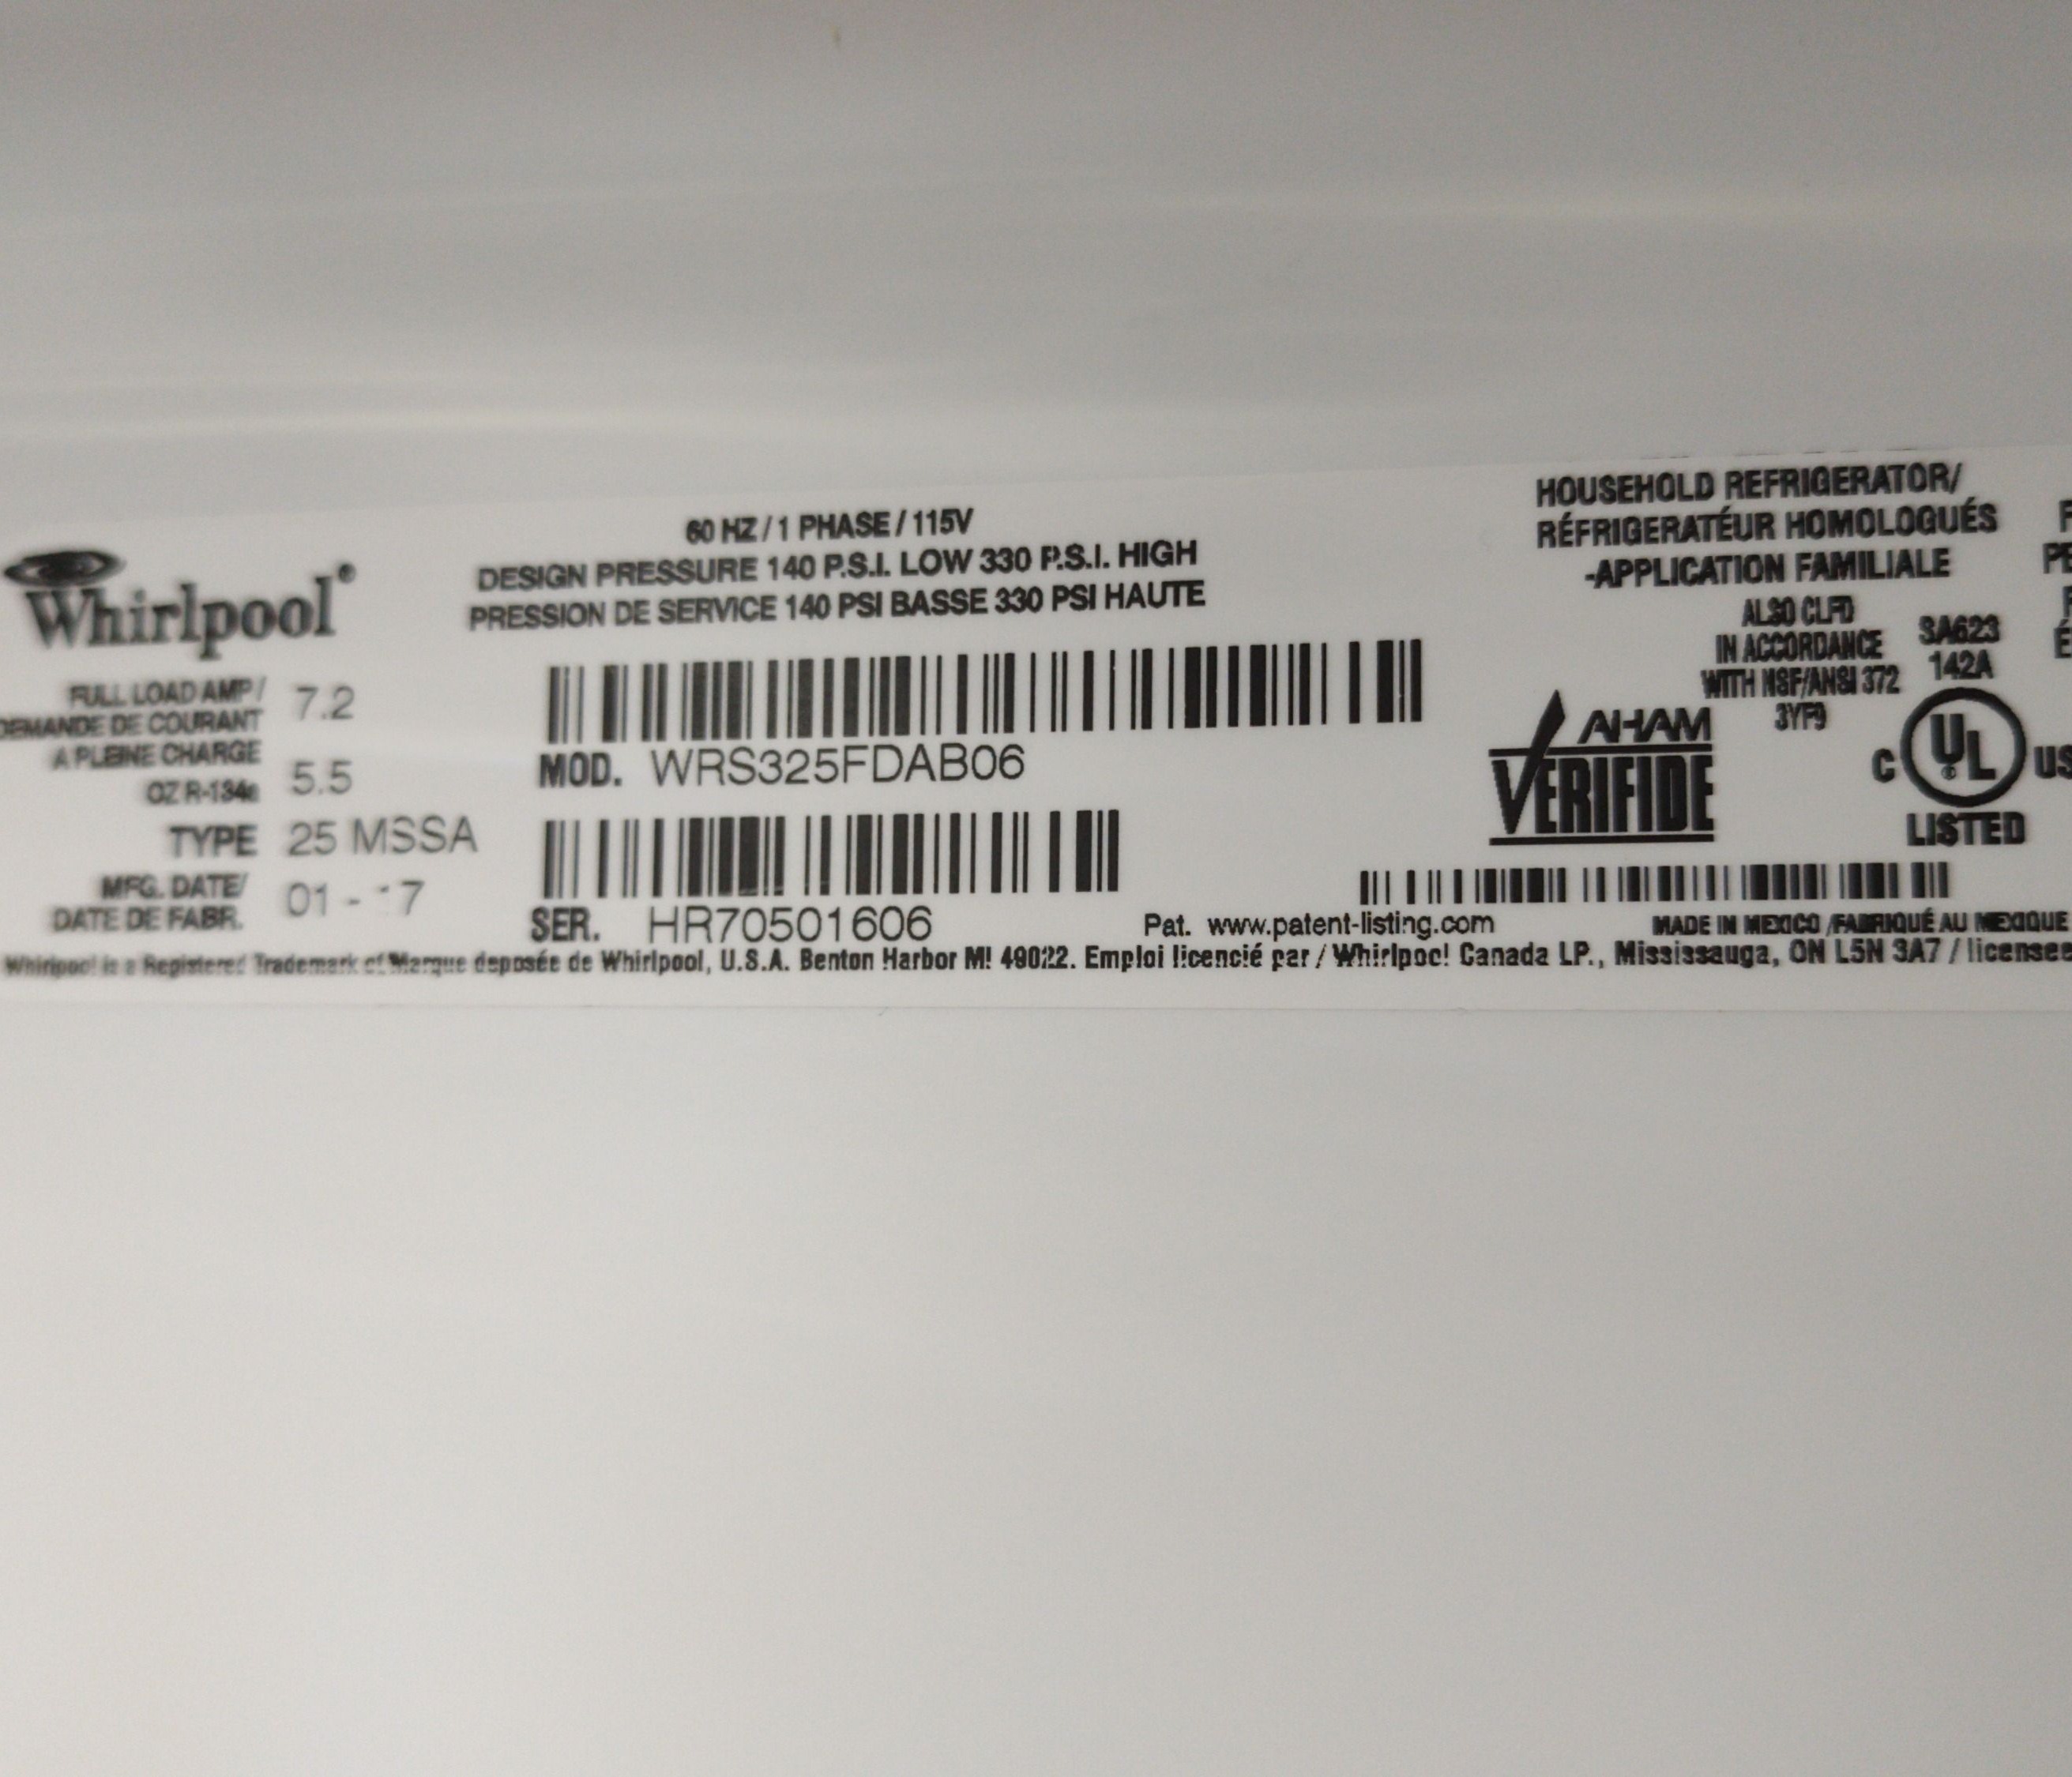 Whirlpool®
60 HZ / 1 PHASE / 115V
DESIGN PRESSURE 140 P.S.I. LOW 330 P.S.I. HIGH
PRESSION DE SERVICE 140 PSI BASSE 330 PSI HAUTE
FULL LOAD AMP/ 7.2
DEMANDE DE COURANT
A PLEINE CHARGE
OZ R-134a 5.5
TYPE 25 MSSA
MFG. DATE/ 01 - 17
DATE DE FABR.
MOD. WRS325FDAB06
SER. HR70501606
HOUSEHOLD REFRIGERATOR/
RÉFRIGERATÉUR HOMOLOGUÉS
-APPLICATION FAMILIALE
ALSO CLFD
IN ACCORDANCE
WITH NSF/ANSI 372
3YF9
SA623
142A
AHAM
VERIFIDE
C UL® US
LISTED
Pat. www.patent-listing.com
MADE IN MEXICO /FABRIQUÉ AU MEXIQUE
Whirlpool is a Registered Trademark of Marque deposée de Whirlpool, U.S.A. Benton Harbor MI 49022. Emploi licencié par / Whirlpool Canada LP., Mississauga, ON L5N 3A7 / licensee